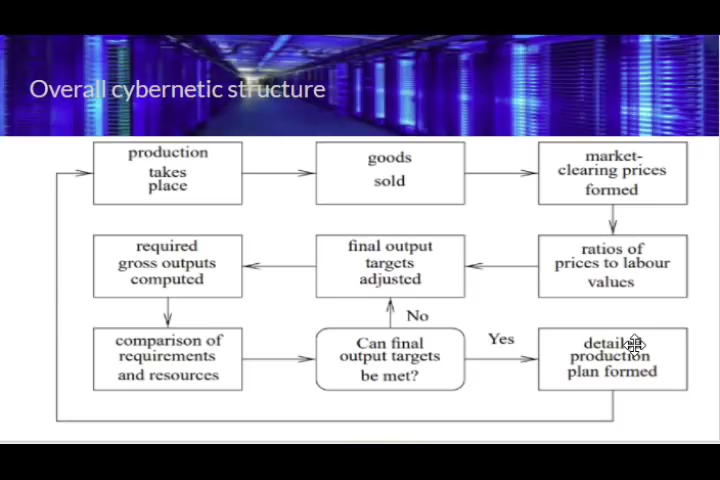 Overall cybernetic structure
production
takes
place
goods
sold
market-
clearing prices
formed
required
gross outputs
computed
final output
targets
adjusted
ratios of
prices to labour
values
No
comparison of
requirements
and resources
Can final
output targets
be met?
Yes
detailed
production
plan formed